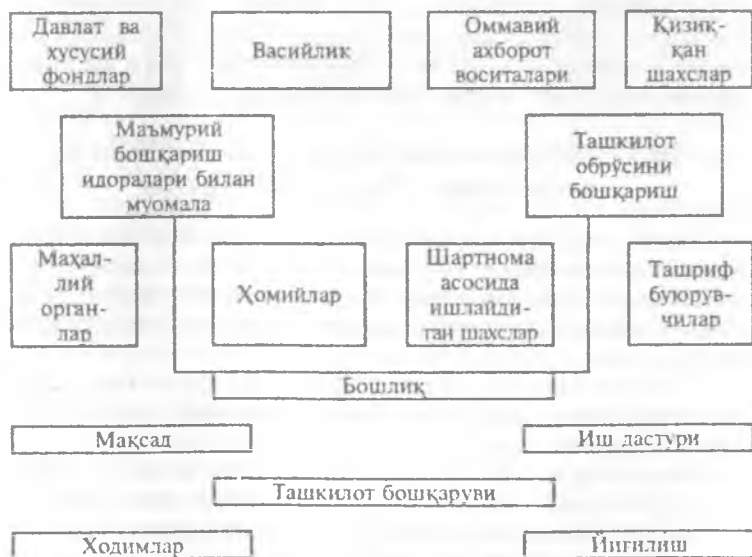 Давлат ва
хусусий
фондлар
Васийлик
Оммавий
ахборот
воситалари
Қизиқ-
қан
шахслар
Маъмурий
бошқариш
идоралари билан
муомала
Ташкилот
обрўсини
бошқариш
Маҳал-
лий
орган-
лар
Ҳомийлар
Шартнома
асосида
ишлайди-
ган шахслар
Ташриф
буюрув-
чилар
Бошлиқ
Мақсад
Иш дастури
Ташкилот бошқаруви
Ходимлар
Йиғилиш